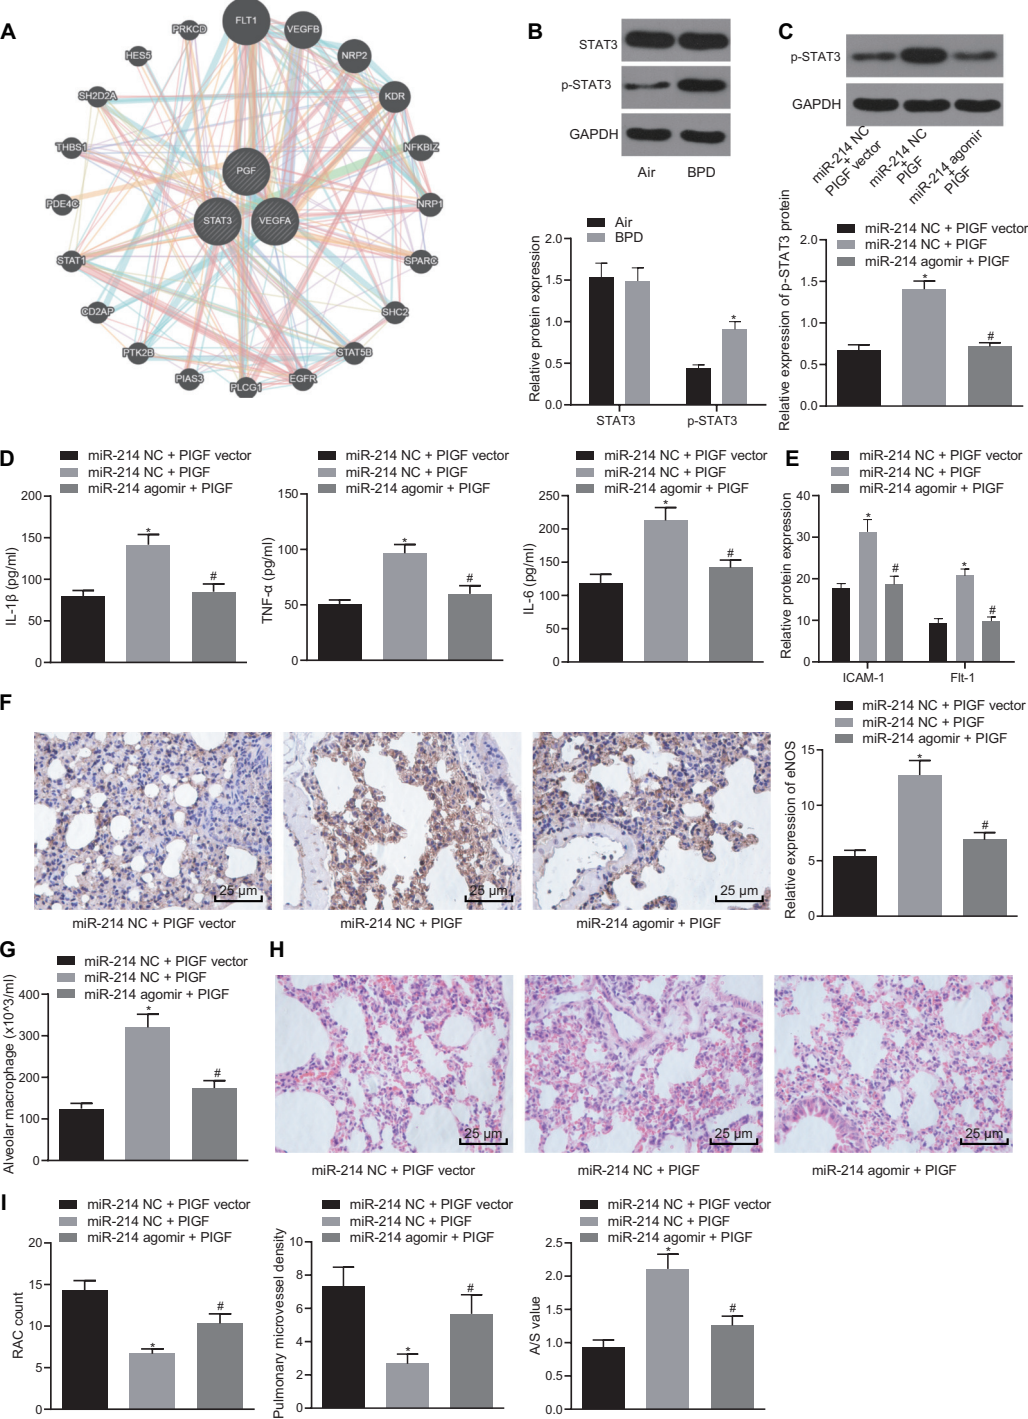 A
FLT1
PRKCD
VEGFB
HES5
NRP2
SH2D2A
KDR
THBS1
NFKBIZ
PGF
PDE4C
NRP1
STAT3
VEGFA
STAT1
SPARC
CD2AP
SHC2
PTK2B
STAT5B
PIAS3
PLCG1
EGFR
B
STAT3
p-STAT3
GAPDH
Air
BPD
Air
BPD
Relative protein expression
2.0
1.5
1.0
0.5
0.0
*
STAT3
p-STAT3
C
p-STAT3
GAPDH
miR-214 NC
+
PIGF vector
miR-214 NC
+
PIGF
miR-214 agomir
+
PIGF
miR-214 NC + PIGF vector
miR-214 NC + PIGF
miR-214 agomir + PIGF
Relative expression of p-STAT3 protein
2.0
1.5
1.0
0.5
0.0
*
#
D
miR-214 NC + PIGF vector
miR-214 NC + PIGF
miR-214 agomir + PIGF
IL-1β (pg/ml)
200
150
100
50
0
*
#
miR-214 NC + PIGF vector
miR-214 NC + PIGF
miR-214 agomir + PIGF
TNF-α (pg/ml)
150
100
50
0
*
#
miR-214 NC + PIGF vector
miR-214 NC + PIGF
miR-214 agomir + PIGF
IL-6 (pg/ml)
250
200
150
100
50
0
*
#
E
miR-214 NC + PIGF vector
miR-214 NC + PIGF
miR-214 agomir + PIGF
Relative protein expression
40
30
20
10
0
*
#
*
#
ICAM-1
Flt-1
F
25 μm
miR-214 NC + PIGF vector
25 μm
miR-214 NC + PIGF
25 μm
miR-214 agomir + PIGF
miR-214 NC + PIGF vector
miR-214 NC + PIGF
miR-214 agomir + PIGF
Relative expression of eNOS
15
10
5
0
*
#
G
miR-214 NC + PIGF vector
miR-214 NC + PIGF
miR-214 agomir + PIGF
Alveolar macrophage (x10^3/ml)
400
300
200
100
0
*
#
H
25 μm
miR-214 NC + PIGF vector
25 μm
miR-214 NC + PIGF
25 μm
miR-214 agomir + PIGF
I
miR-214 NC + PIGF vector
miR-214 NC + PIGF
miR-214 agomir + PIGF
RAC count
20
15
10
5
0
*
#
miR-214 NC + PIGF vector
miR-214 NC + PIGF
miR-214 agomir + PIGF
Pulmonary microvessel density
10
8
6
4
2
0
*
#
miR-214 NC + PIGF vector
miR-214 NC + PIGF
miR-214 agomir + PIGF
A/S value
2.5
2.0
1.5
1.0
0.5
0.0
*
#